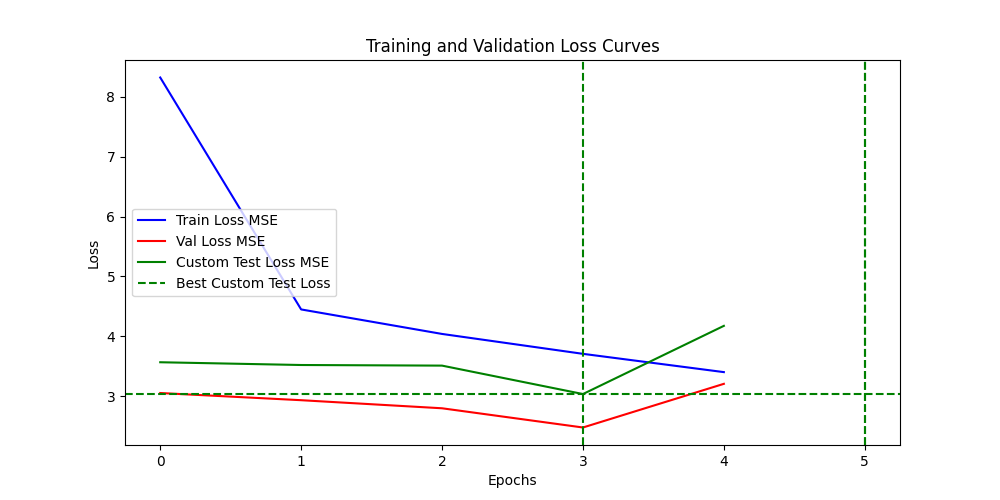 Training and Validation Loss Curves
8
7
6
5
4
3
Loss
Train Loss MSE
Val Loss MSE
Custom Test Loss MSE
Best Custom Test Loss
0 1 2 3 4 5
Epochs